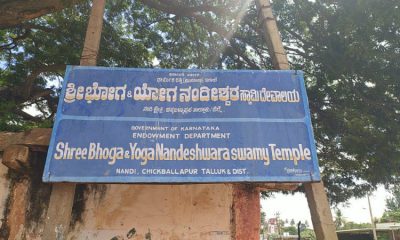 ಶ್ರೀ ಭೋಗ & ಯೋಗ ನಂದೀಶ್ವರ ಸ್ವಾಮಿ ದೇವಾಲಯ
GOVERNMENT OF KARNATAKA
ENDOWMENT DEPARTMENT
Shree Bhoga & Yoga Nandeshwara swamy Temple
NANDI, CHICKBALLAPUR TALLUK & DIST.